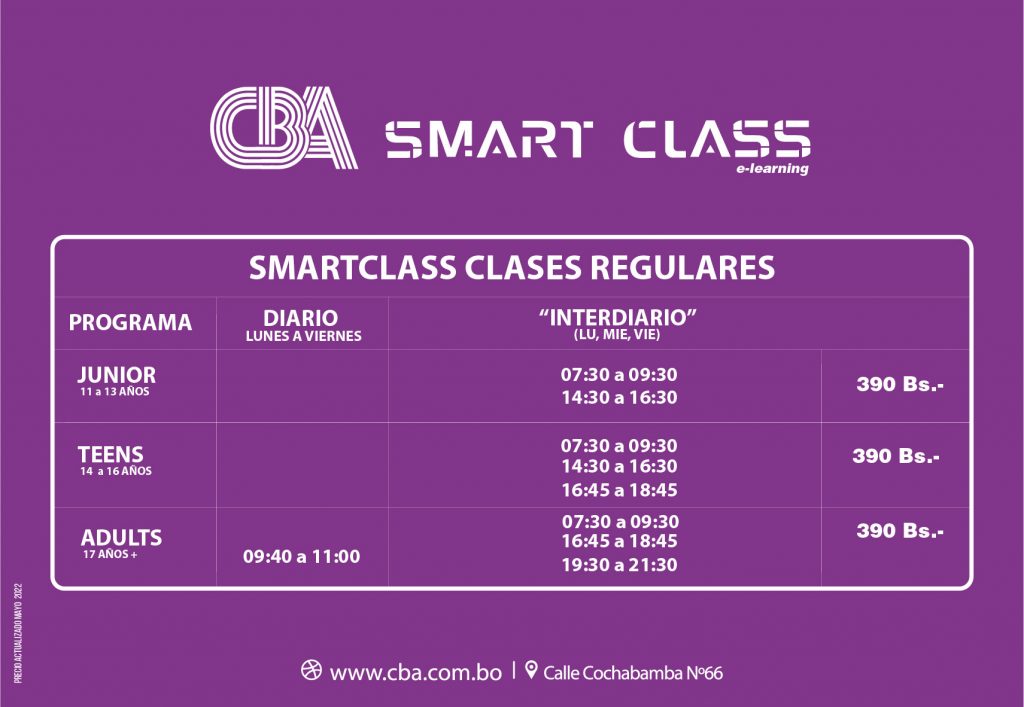 CBA SMART CLASS
e-learning
SMARTCLASS CLASES REGULARES
PROGRAMA
DIARIO
LUNES A VIERNES
“INTERDIARIO”
(LU, MIE, VIE)
JUNIOR
11 a 13 AÑOS
07:30 a 09:30
14:30 a 16:30
390 Bs.-
TEENS
14 a 16 AÑOS
07:30 a 09:30
14:30 a 16:30
16:45 a 18:45
390 Bs.-
ADULTS
17 AÑOS +
09:40 a 11:00
07:30 a 09:30
16:45 a 18:45
19:30 a 21:30
390 Bs.-
PRECIO ACTUALIZADO MAYO 2022
www.cba.com.bo | Calle Cochabamba Nº66